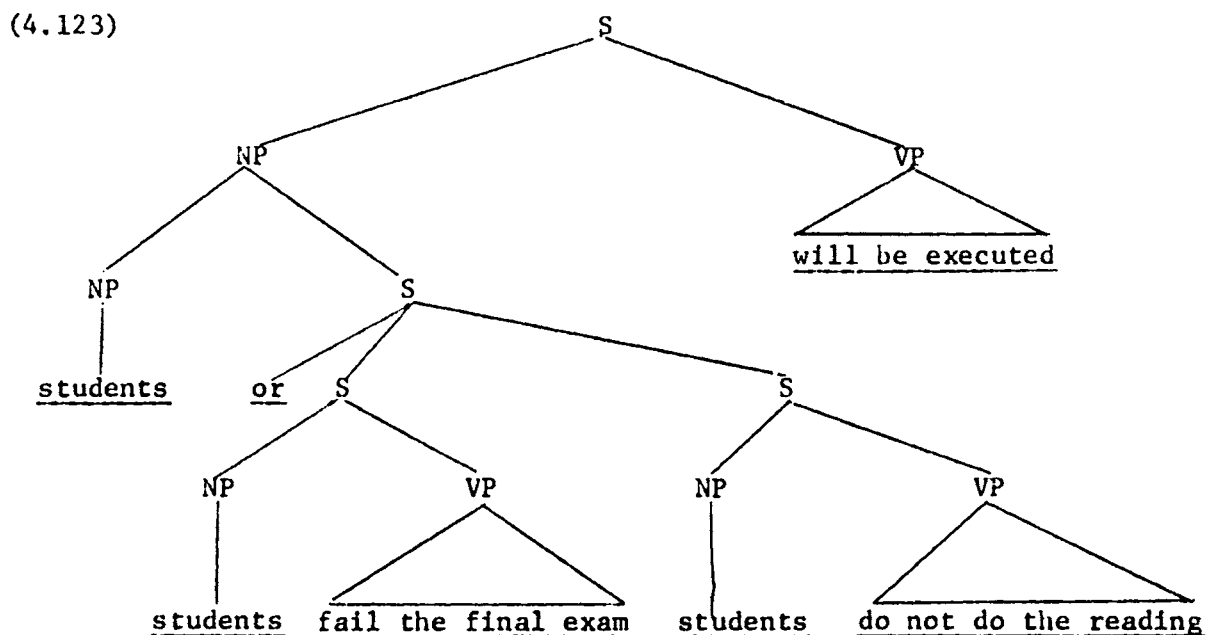 (4.123)
S
NP VP
will be executed
NP S
students or S S
NP VP NP VP
students fail the final exam students do not do the reading